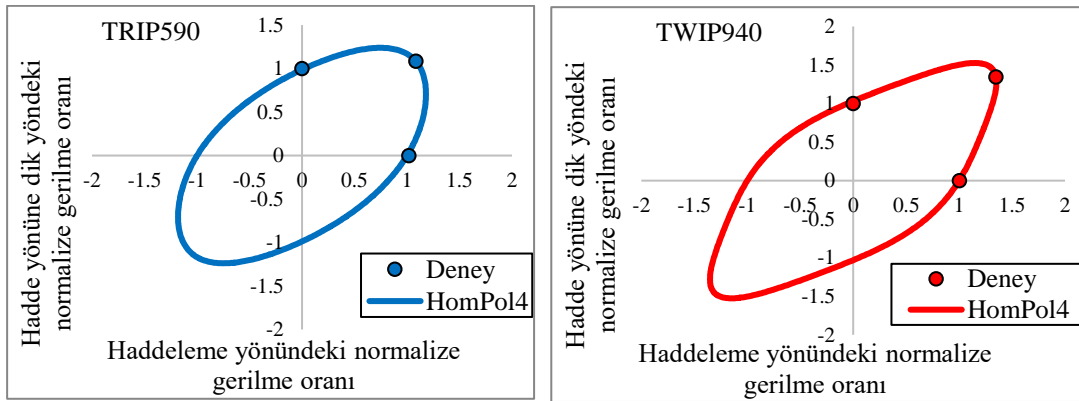 TRIP590
Hadde yönüne dik yöndeki
normalize gerilme oranı
1.5
1
0.5
0
-0.5
-1
-1.5
-2
-2 -1.5 -1 -0.5 0 0.5 1 1.5 2
Deney
HomPol4
Haddeleme yönündeki normalize
gerilme oranı
TWIP940
Hadde yönüne dik yöndeki
normalize gerilme oranı
2
1.5
1
0.5
0
-0.5
-1
-1.5
-2
-2 -1.5 -1 -0.5 0 0.5 1 1.5 2
Deney
HomPol4
Haddeleme yönündeki normalize
gerilme oranı